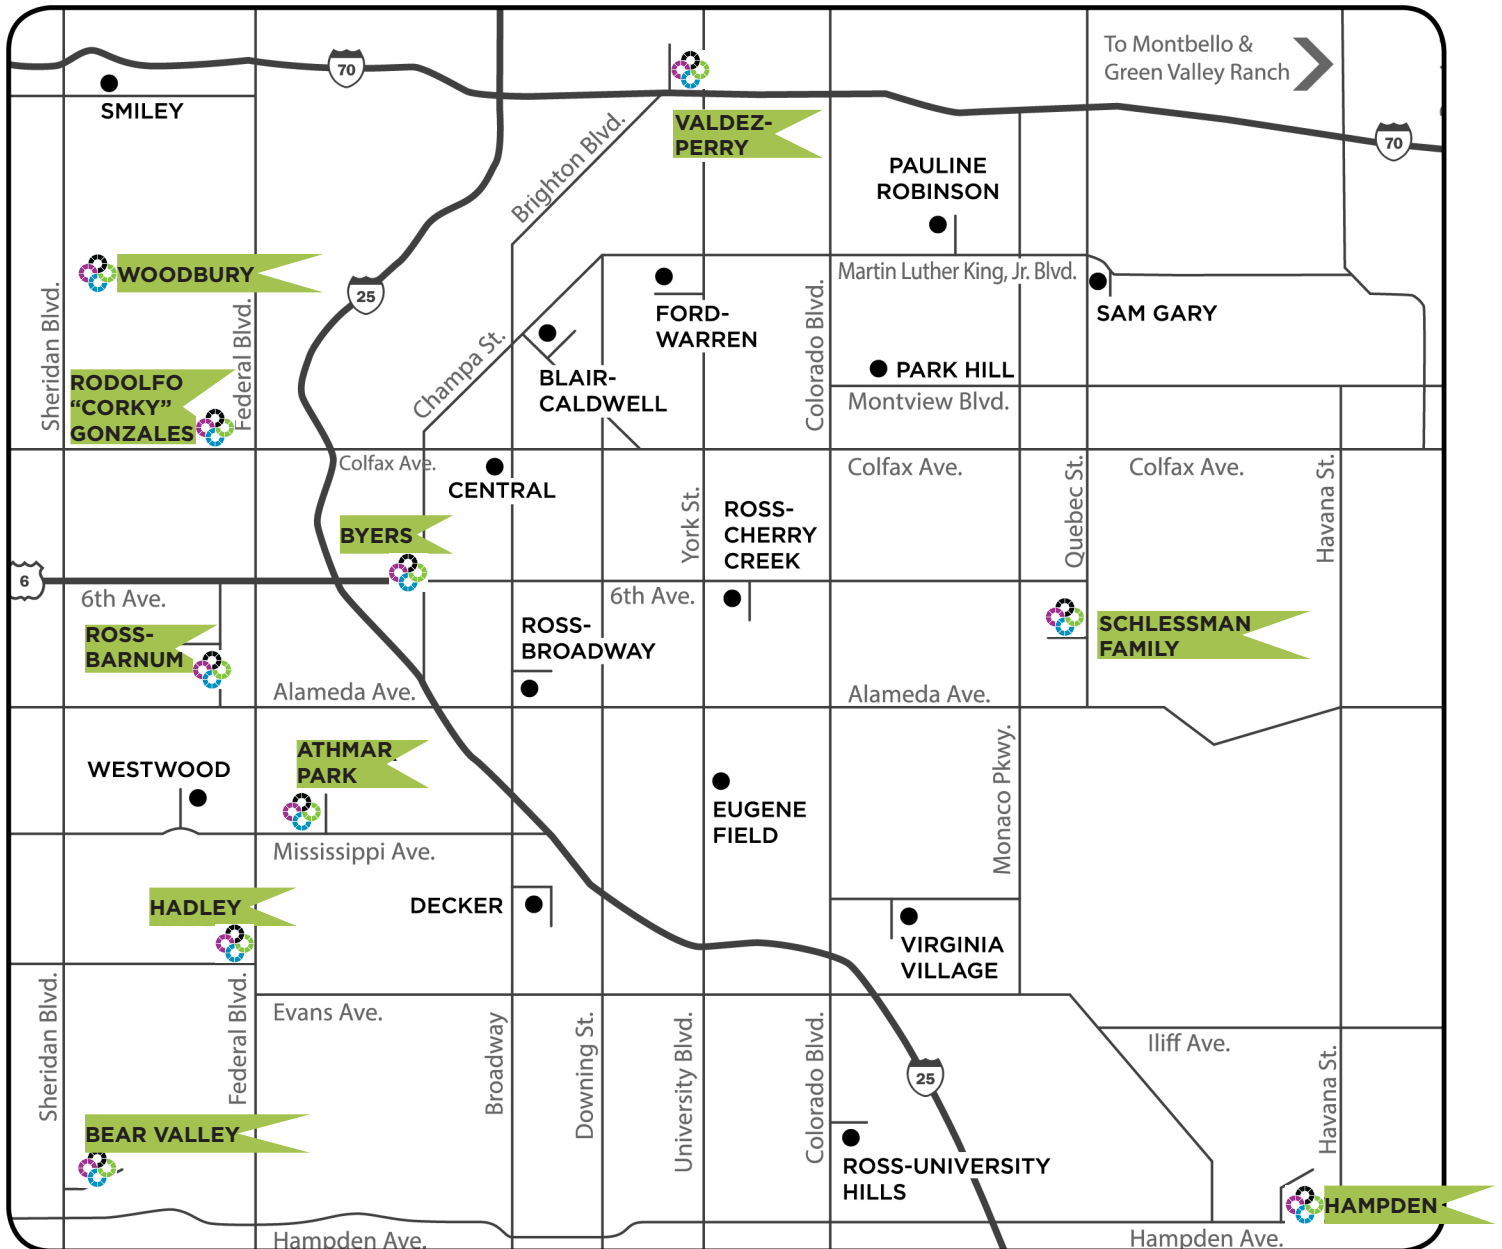 To Montbello &
Green Valley Ranch
70
SMILEY
VALDEZ-
PERRY
70
Brighton Blvd.
PAULINE
ROBINSON
WOODBURY
25
Martin Luther King, Jr. Blvd.
Sheridan Blvd.
Federal Blvd.
FORD-
WARREN
Colorado Blvd.
SAM GARY
Champa St.
BLAIR-
CALDWELL
PARK HILL
RODOLFO
“CORKY”
GONZALES
Montview Blvd.
Colfax Ave.
CENTRAL
Colfax Ave.
Colfax Ave.
York St.
Quebec St.
Havana St.
BYERS
ROSS-
CHERRY
CREEK
6
6th Ave.
6th Ave.
ROSS-
BARNUM
ROSS-
BROADWAY
SCHLESSMAN
FAMILY
Alameda Ave.
Alameda Ave.
WESTWOOD
ATHMAR
PARK
Monaco Pkwy.
EUGENE
FIELD
Mississippi Ave.
HADLEY
DECKER
VIRGINIA
VILLAGE
Sheridan Blvd.
Federal Blvd.
Evans Ave.
Broadway
Downing St.
University Blvd.
Colorado Blvd.
Iliff Ave.
25
Havana St.
BEAR VALLEY
ROSS-UNIVERSITY
HILLS
HAMPDEN
Hampden Ave.
Hampden Ave.